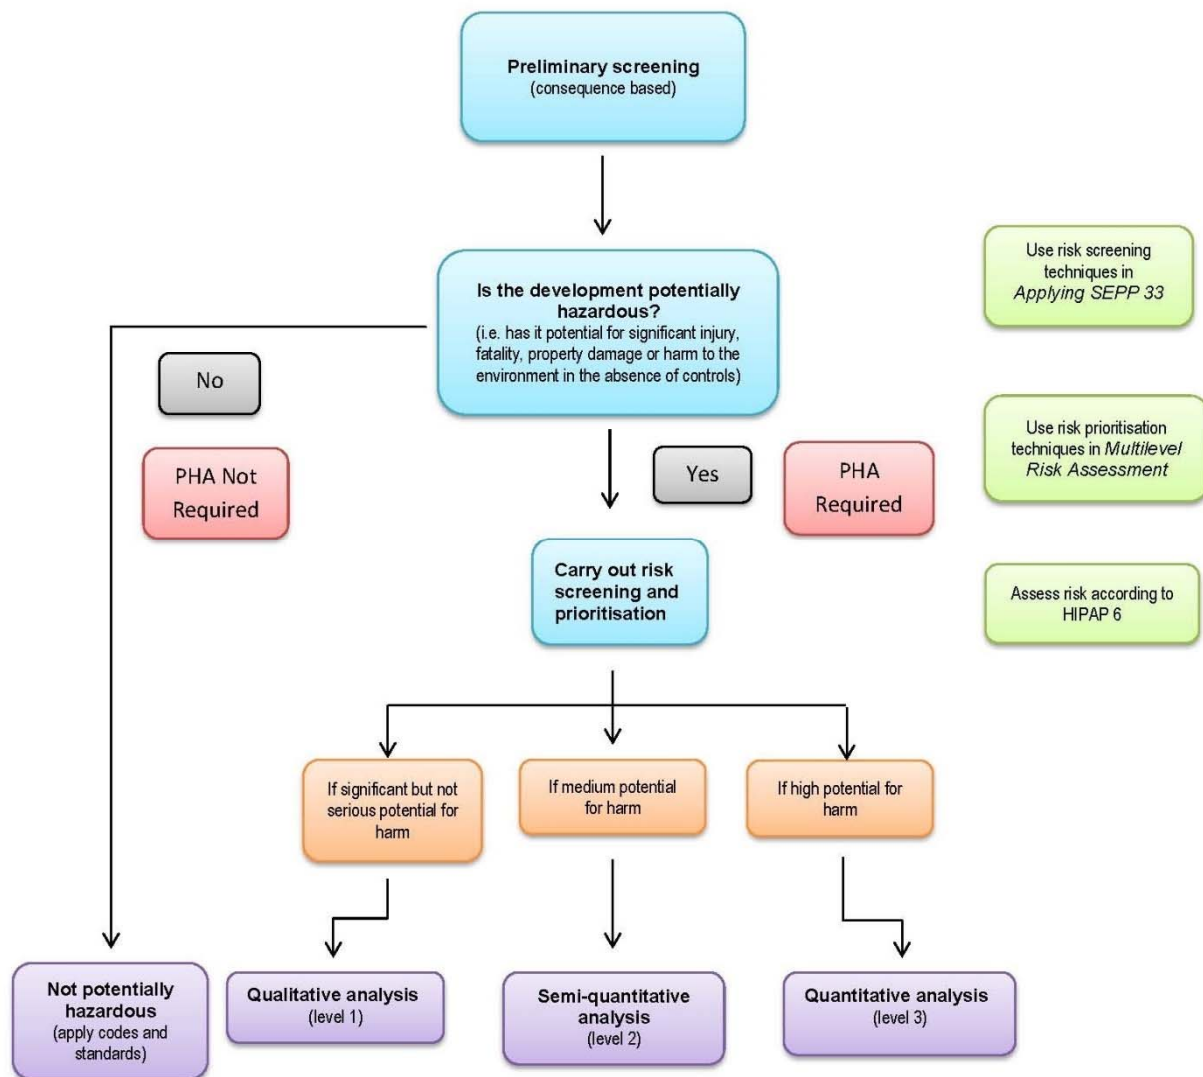 Preliminary screening
(consequence based)
Is the development potentially
hazardous?
(i.e. has it potential for significant injury,
fatality, property damage or harm to the
environment in the absence of controls)
Use risk screening
techniques in
Applying SEPP 33
No
PHA Not
Required
Yes
PHA
Required
Use risk prioritisation
techniques in Multilevel
Risk Assessment
Carry out risk
screening and
prioritisation
Assess risk according to
HIPAP 6
If significant but not
serious potential for
harm
If medium potential
for harm
If high potential for
harm
Not potentially
hazardous
(apply codes and
standards)
Qualitative analysis
(level 1)
Semi-quantitative
analysis
(level 2)
Quantitative analysis
(level 3)